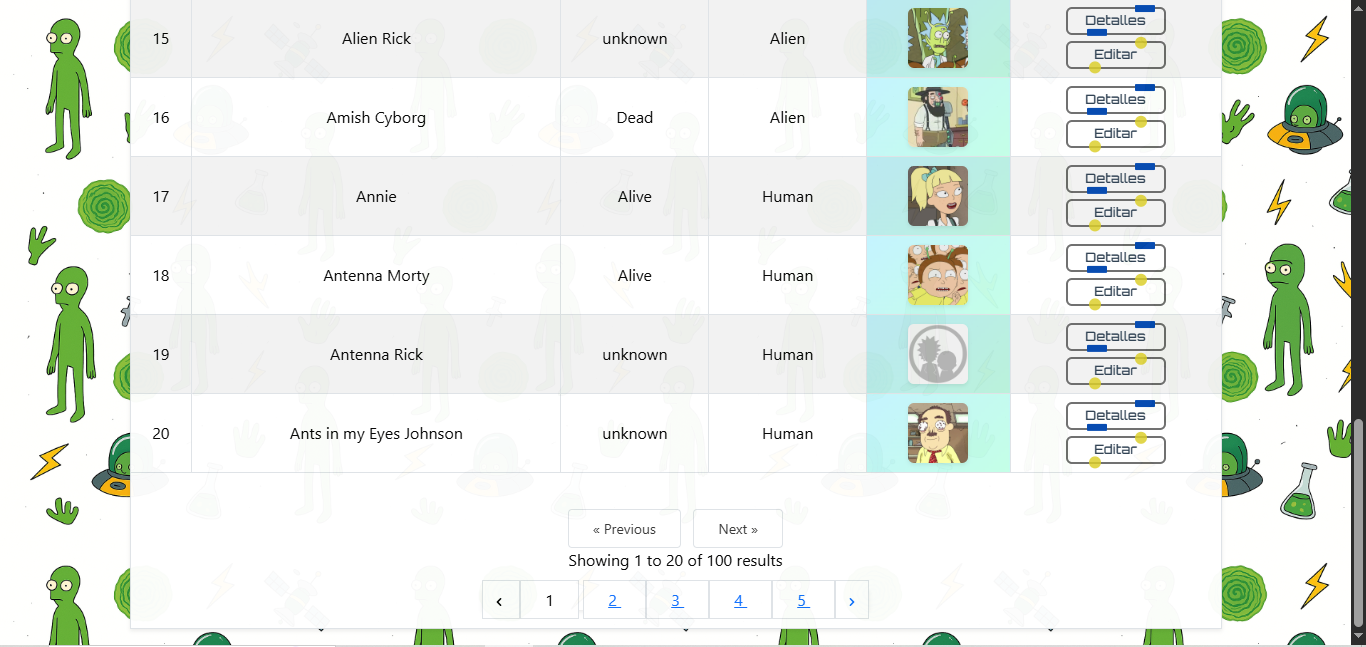 15 Alien Rick unknown Alien Detalles
Editar
16 Amish Cyborg Dead Alien Detalles
Editar
17 Annie Alive Human Detalles
Editar
18 Antenna Morty Alive Human Detalles
Editar
19 Antenna Rick unknown Human Detalles
Editar
20 Ants in my Eyes Johnson unknown Human Detalles
Editar
« Previous Next »
Showing 1 to 20 of 100 results
‹ 1 2 3 4 5 ›